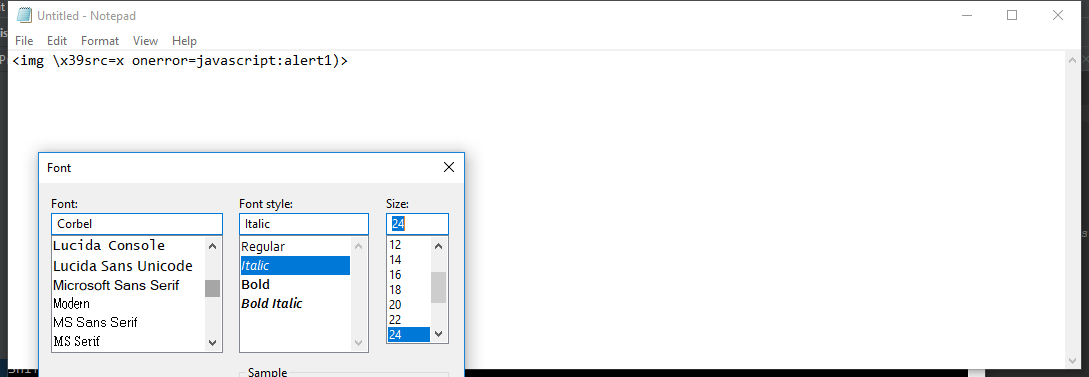 Untitled - Notepad
File Edit Format View Help
<img \x39src=x onerror=javascript:alert1)>
Font
Font: Font style: Size:
Corbel Italic 24
Lucida Console Regular 12
Lucida Sans Unicode Italic 14
Microsoft Sans Serif Bold 16
Modern Bold Italic 18
MS Sans Serif 20
MS Serif 22
24
Sample